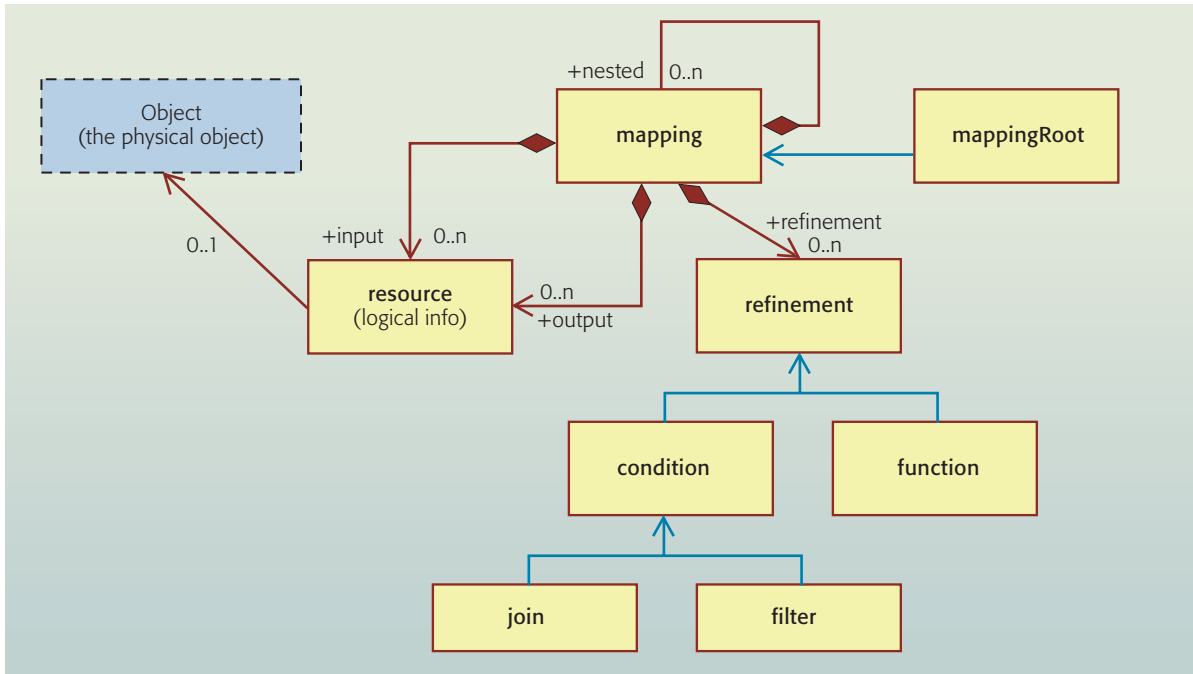 +nested
0..n
Object
(the physical object)
mapping
mappingRoot
0..1
+input
0..n
+refinement
0..n
resource
(logical info)
0..n
+output
refinement
condition
function
join
filter